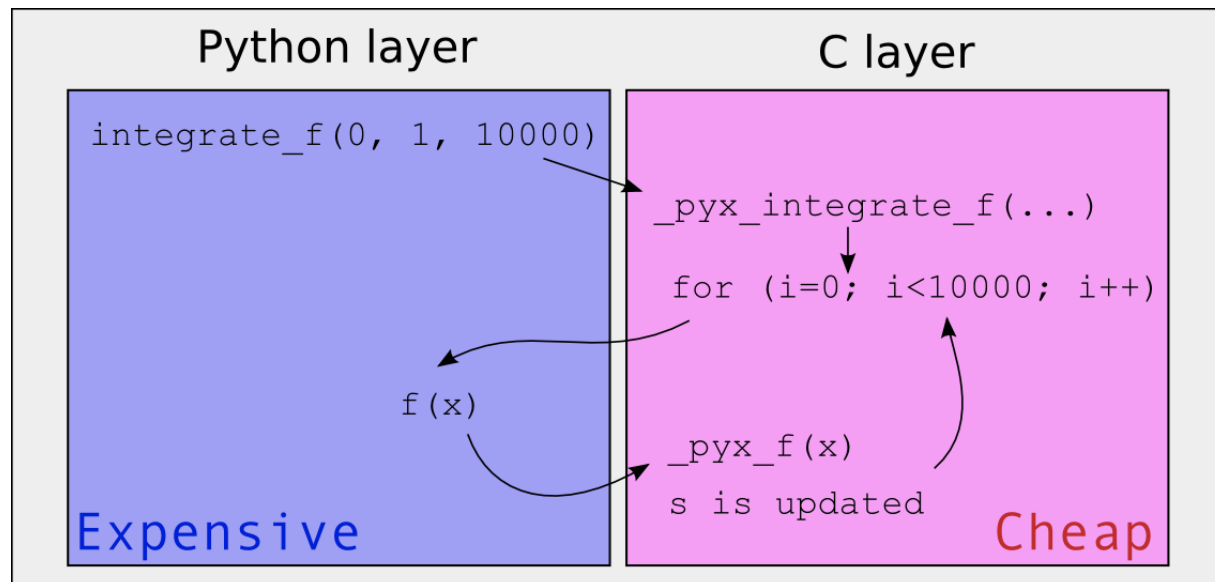 Python layer
C layer
integrate_f(0, 1, 10000)
_pyx_integrate_f(...)
for (i=0; i<10000; i++)
f(x)
_pyx_f(x)
s is updated
Expensive
Cheap